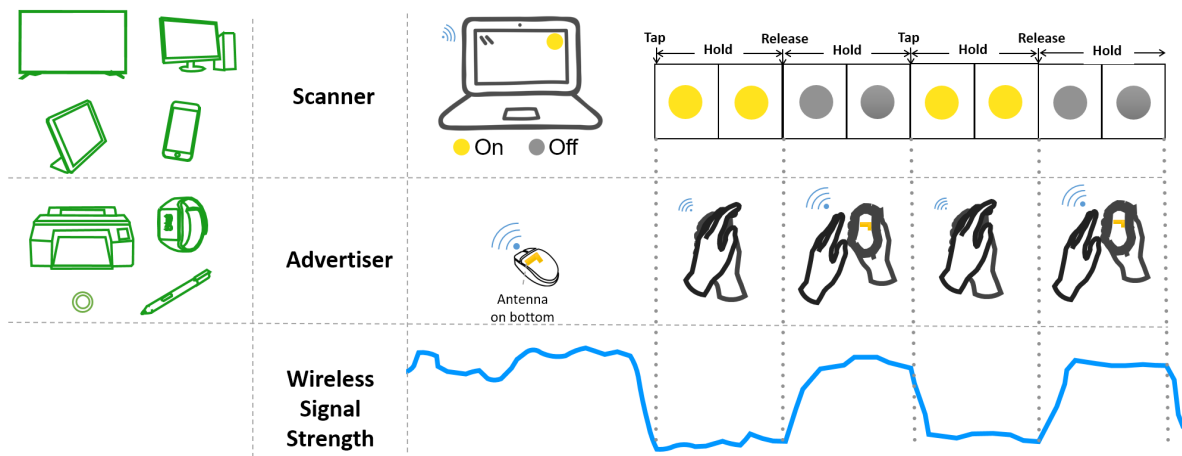 Tap
Release
Tap
Release
Hold
Hold
Hold
Hold
Scanner
On
Off
Advertiser
Antenna
on bottom
Wireless
Signal
Strength